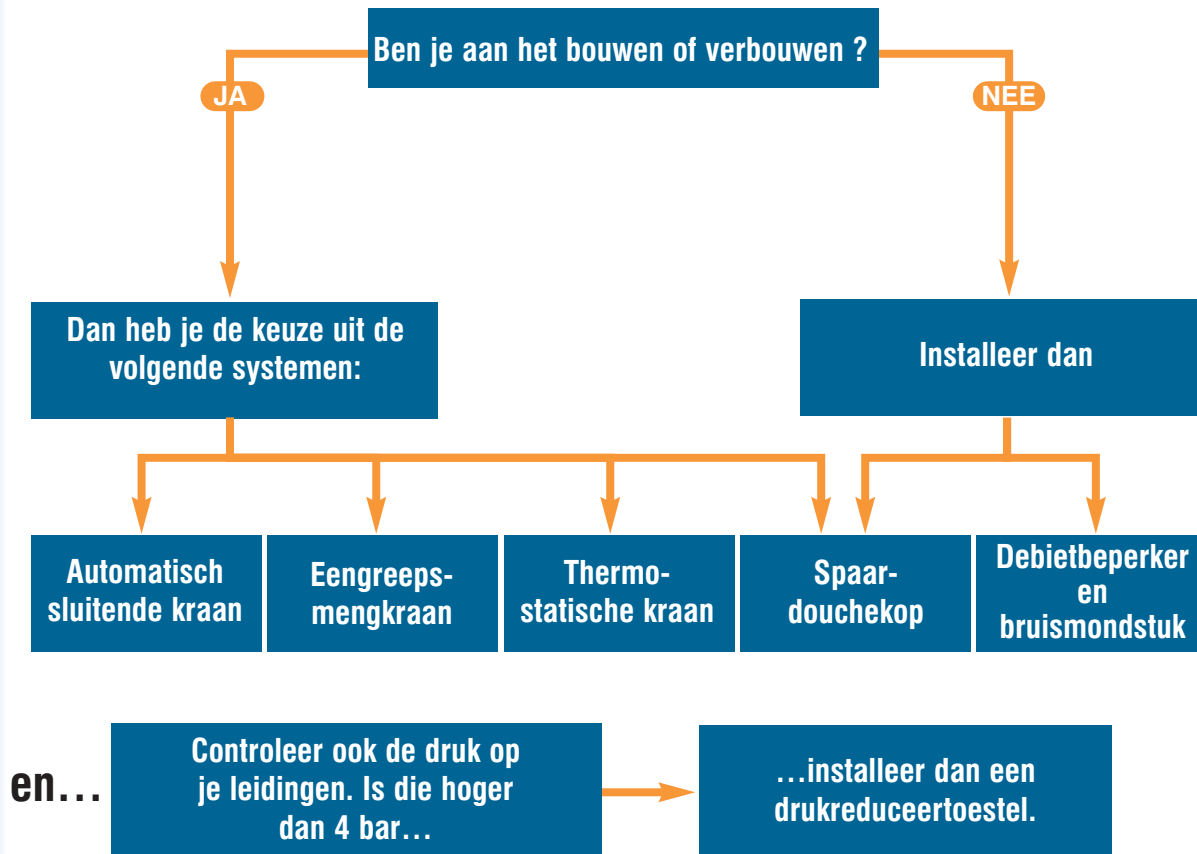 Ben je aan het bouwen of verbouwen ?
JA
NEE
Dan heb je de keuze uit de
volgende systemen:
Installeer dan
Automatisch
sluitende kraan
Eengreeps-
mengkraan
Thermo-
statische kraan
Spaar-
douchekop
Debietbeperker
en
bruismondstuk
en...
Controleer ook de druk op
je leidingen. Is die hoger
dan 4 bar...
...installeer dan een
drukreduceertoestel.